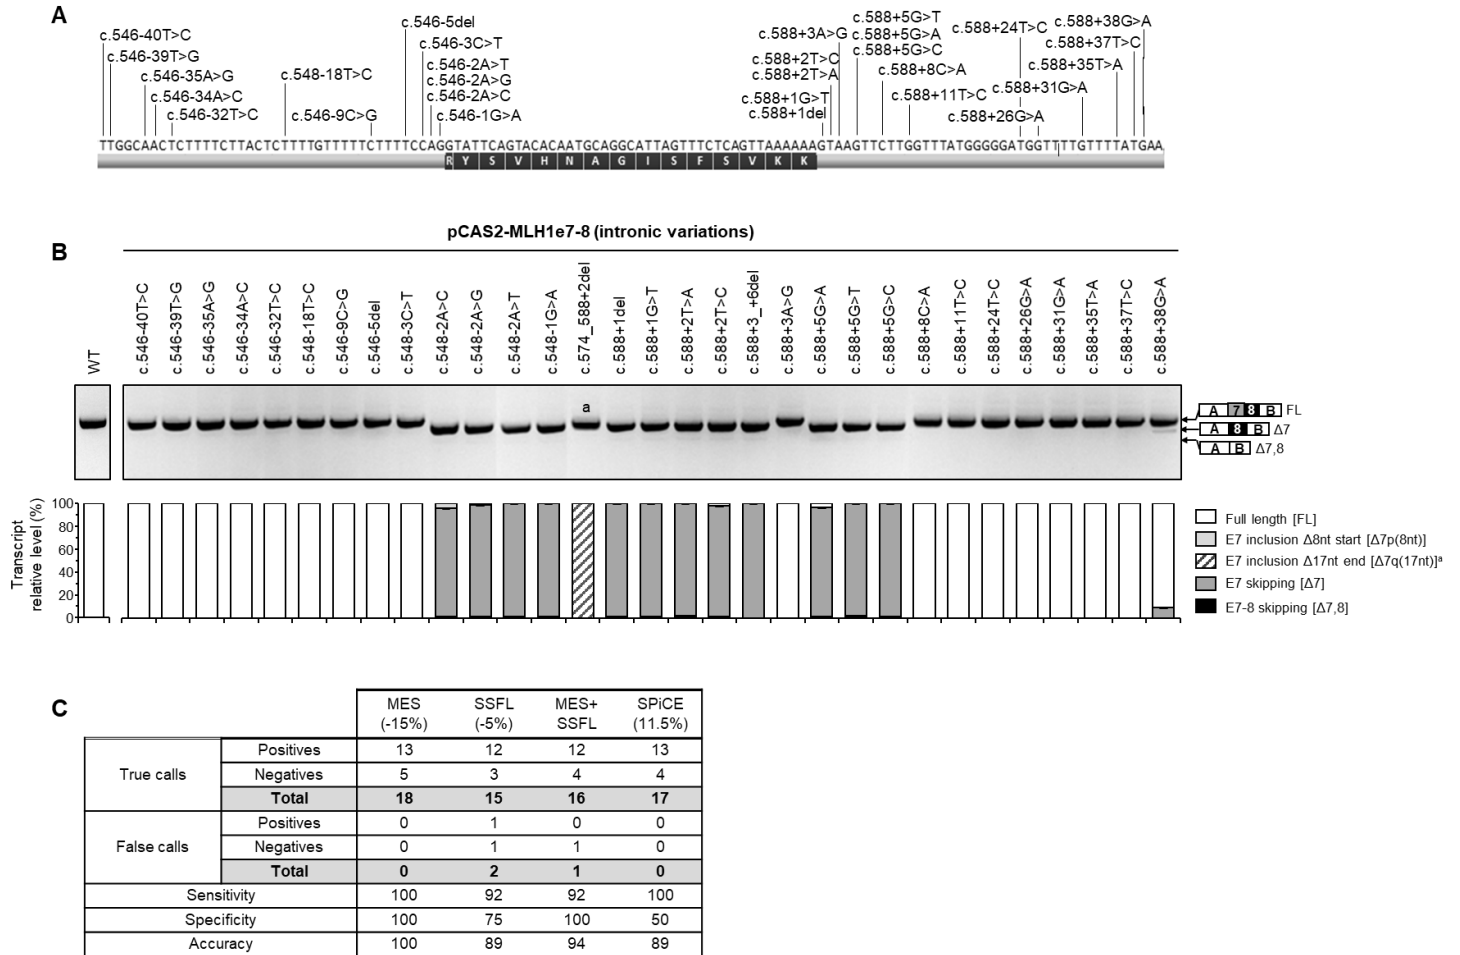 A
c.546-40T>C
c.546-39T>G
c.546-35A>G
c.546-34A>C
c.546-32T>C
c.548-18T>C
c.546-9C>G
c.546-5del
c.546-3C>T
c.546-2A>T
c.546-2A>G
c.546-2A>C
c.546-1G>A
c.588+3A>G
c.588+2T>C
c.588+2T>A
c.588+1G>T
c.588+1del
c.588+5G>T
c.588+5G>A
c.588+5G>C
c.588+8C>A
c.588+11T>C
c.588+24T>C
c.588+26G>A
c.588+31G>A
c.588+35T>A
c.588+37T>C
c.588+38G>A
TTGGCAACTCTTTTCTTACTCTTTTGTTTTTCTTTTCCAGGTATTCAGTACACAATGCAGGCATTAGTTTCTCAGTTAAAAAAGTAAGTTCTTGGTTTATGGGGGATGGTTTTGTTTTATGAA
R Y S V H N A G I S F S V K K
B
pCAS2-MLH1e7-8 (intronic variations)
WT
c.546-40T>C
c.546-39T>G
c.546-35A>G
c.546-34A>C
c.546-32T>C
c.548-18T>C
c.546-9C>G
c.546-5del
c.548-3C>T
c.548-2A>C
c.548-2A>G
c.548-2A>T
c.548-1G>A
c.574_588+2del
c.588+1del
c.588+1G>T
c.588+2T>A
c.588+2T>C
c.588+3_+6del
c.588+3A>G
c.588+5G>A
c.588+5G>T
c.588+5G>C
c.588+8C>A
c.588+11T>C
c.588+24T>C
c.588+26G>A
c.588+31G>A
c.588+35T>A
c.588+37T>C
c.588+38G>A
a
A 7 8 B FL
A 8 B Δ7
A B Δ7,8
Transcript
relative level (%)
100
80
60
40
20
0
Full length [FL]
E7 inclusion Δ8nt start [Δ7p(8nt)]
E7 inclusion Δ17nt end [Δ7q(17nt)]ᵃ
E7 skipping [Δ7]
E7-8 skipping [Δ7,8]
C
MES (-15%) SSFL (-5%) MES+ SSFL SPiCE (11.5%)
True calls
Positives 13 12 12 13
Negatives 5 3 4 4
Total 18 15 16 17
False calls
Positives 0 1 0 0
Negatives 0 1 1 0
Total 0 2 1 0
Sensitivity 100 92 92 100
Specificity 100 75 100 50
Accuracy 100 89 94 89